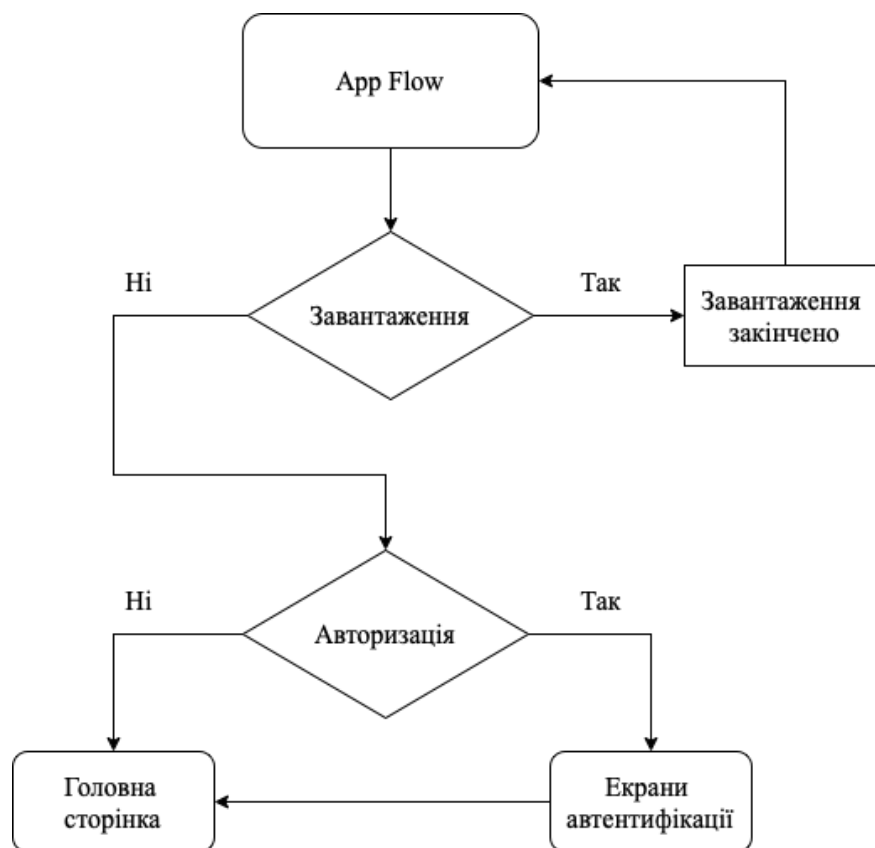 App Flow
Ні
Так
Завантаження
Завантаження
закінчено
Ні
Так
Авторизація
Головна
сторінка
Екрани
автентифікації